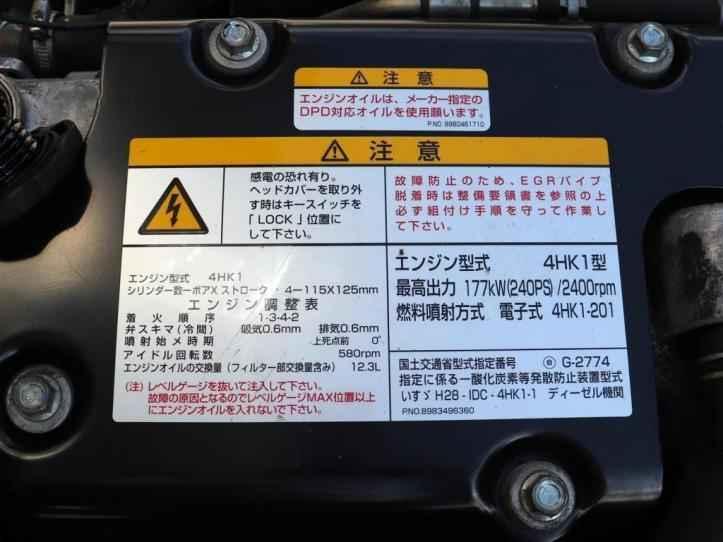 ⚠ 注意
エンジンオイルは、メーカー指定の
DPD対応オイルを使用願います。
P.NO. 8980461710
⚠ 注意
感電の恐れ有り。
ヘッドカバーを取り外
す時はキースイッチを
「LOCK」位置に
して下さい。
故障防止のため、EGRパイプ
脱着時は整備要領書を参照の上
必ず組付け手順を守って作業し
て下さい。
エンジン型式 4HK1
シリンダー数ーボアXストローク・4ー115X125mm
エンジン調整表
着火順序 1-3-4-2
弁スキマ(冷間) 吸気0.6mm 排気0.6mm
噴射始メ時期 上死点前 0°
アイドル回転数 580rpm
エンジンオイルの交換量(フィルター部交換量含み) 12.3L
(注)レベルゲージを抜いて注入して下さい。
故障の原因となるのでレベルゲージMAX位置以上
にエンジンオイルを入れないで下さい。
エンジン型式 4HK1型
最高出力 177kW(240PS)/2400rpm
燃料噴射方式 電子式 4HK1-201
国土交通省型式指定番号 G-2774
指定に係る一酸化炭素等発散防止装置型式
いすゞ H28-IDC-4HK1-1 ディーゼル機関
P.NO.8983496360